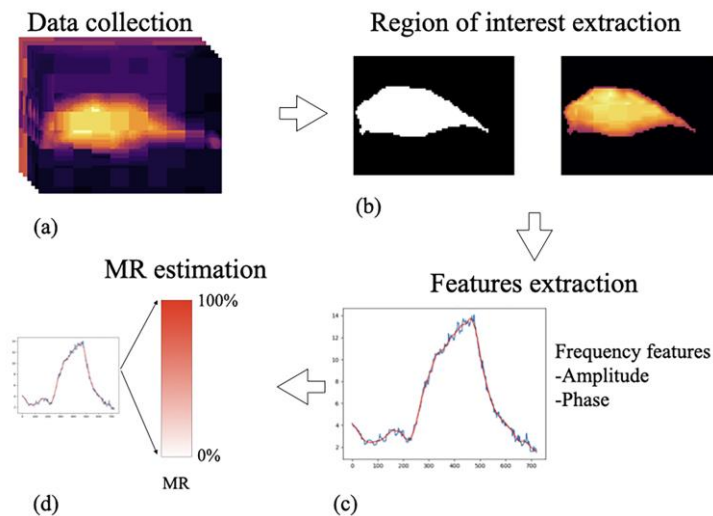 Data collection
Region of interest extraction
(a)
(b)
MR estimation
Features extraction
100%
0%
MR
14
12
10
8
6
4
2
0 100 200 300 400 500 600 700
Frequency features
-Amplitude
-Phase
(d)
(c)